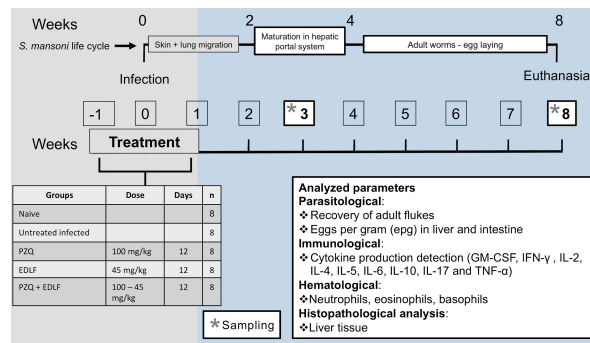 Weeks 0 2 4 8
S. mansoni life cycle
Skin + lung migration
Maturation in hepatic
portal system
Adult worms - egg laying
Infection
Euthanasia
Weeks
-1 0 1 2 *3 4 5 6 7 *8
Treatment
Groups Dose Days n
Naive 8
Untreated infected 8
PZQ 100 mg/kg 12 8
EDLF 45 mg/kg 12 8
PZQ + EDLF 100 – 45 12 8
mg/kg
*Sampling
Analyzed parameters
Parasitological:
❖Recovery of adult flukes
❖Eggs per gram (epg) in liver and intestine
Immunological:
❖Cytokine production detection (GM-CSF, IFN-γ , IL-2,
IL-4, IL-5, IL-6, IL-10, IL-17 and TNF-α)
Hematological:
❖Neutrophils, eosinophils, basophils
Histopathological analysis:
❖Liver tissue